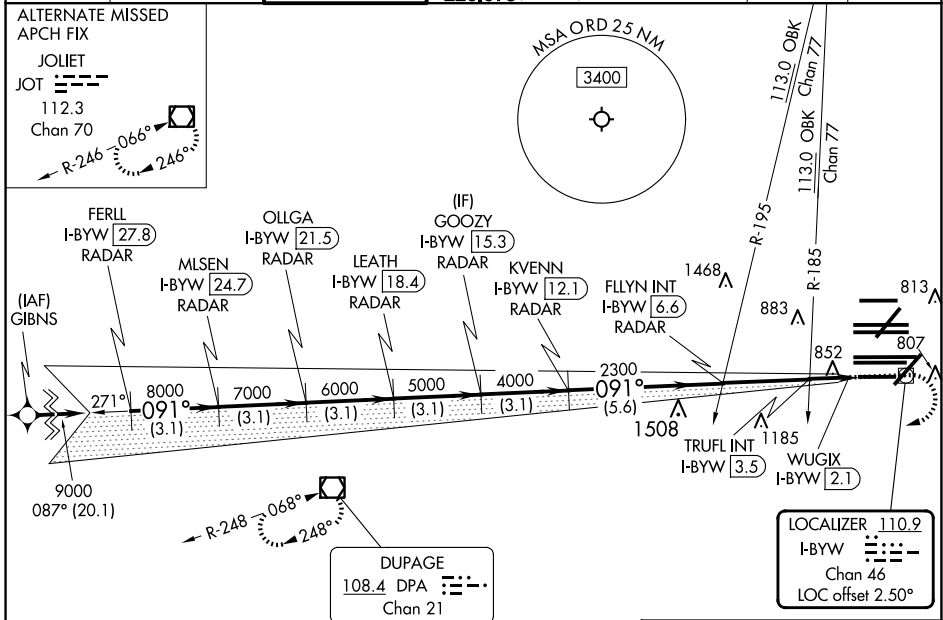 ALTERNATE MISSED
APCH FIX
JOLIET
JOT
112.3
Chan 70
R-246
066°
246°
MSA ORD 25 NM
3400
113.0 OBK
Chan 77
113.0 OBK
Chan 77
R-195
R-185
(IAF)
GIBNS
FERLL
I-BYW 27.8
RADAR
MLSEN
I-BYW 24.7
RADAR
OLLGA
I-BYW 21.5
RADAR
LEATH
I-BYW 18.4
RADAR
(IF)
GOOZY
I-BYW 15.3
RADAR
KVENN
I-BYW 12.1
RADAR
FLLYN INT
I-BYW 6.6
RADAR
1468
883
813
852
807
271°
8000
091°
(3.1)
7000
(3.1)
6000
(3.1)
5000
(3.1)
4000
(3.1)
2300
091°
(5.6)
1508
1185
TRUFL INT
I-BYW 3.5
WUGIX
I-BYW 2.1
9000
087° (20.1)
R-248
068°
248°
DUPAGE
108.4 DPA
Chan 21
LOCALIZER 110.9
I-BYW
Chan 46
LOC offset 2.50°